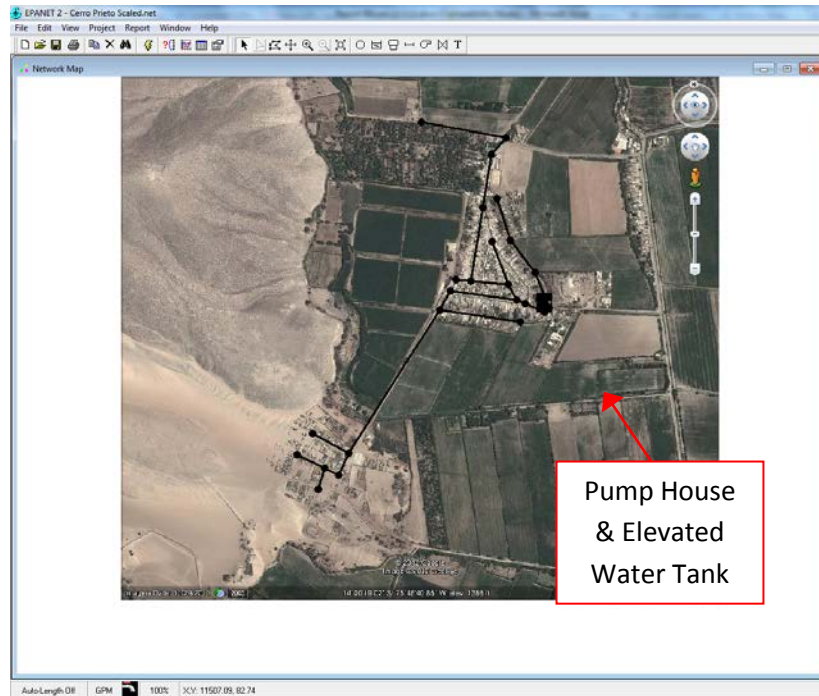 EPANET 2 - Cerro Prieto Scaled.net
File Edit View Project Report Window Help
T
Network Map
N
Pump House
& Elevated
Water Tank
Auto-Length Off GPM 100% X,Y: 11507.09, 82.74